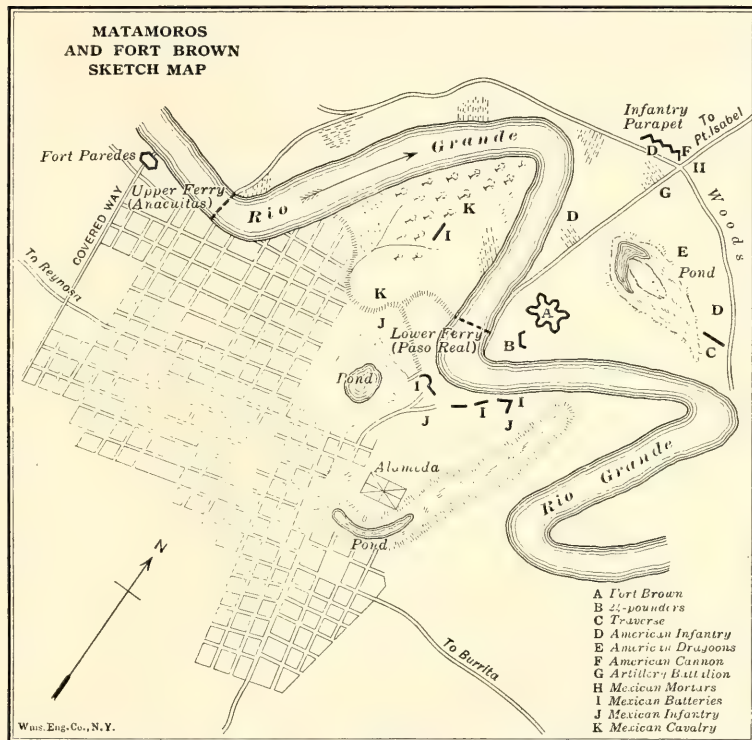 MATAMOROS
AND FORT BROWN
SKETCH MAP
Infantry
Parapet
To
Pt. Isabel
D
F
H
G
Woods
Fort Paredes
Upper Ferry
(Anacuitas)
COVERED WAY
To Reynosa
Rio Grande
K
I
D
E
Pond
D
C
K
J
A
B
Lower Ferry
(Paso Real)
Pond
I
J
I
I
J
Alameda
Pond
Rio Grande
N
To Burrita
A Fort Brown
B -pounders
C Traverse
D American Infantry
E American Dragoons
F American Cannon
G Artillery Battalion
H Mexican Mortars
I Mexican Batteries
J Mexican Infantry
K Mexican Cavalry
Wms. Eng. Co., N.Y.